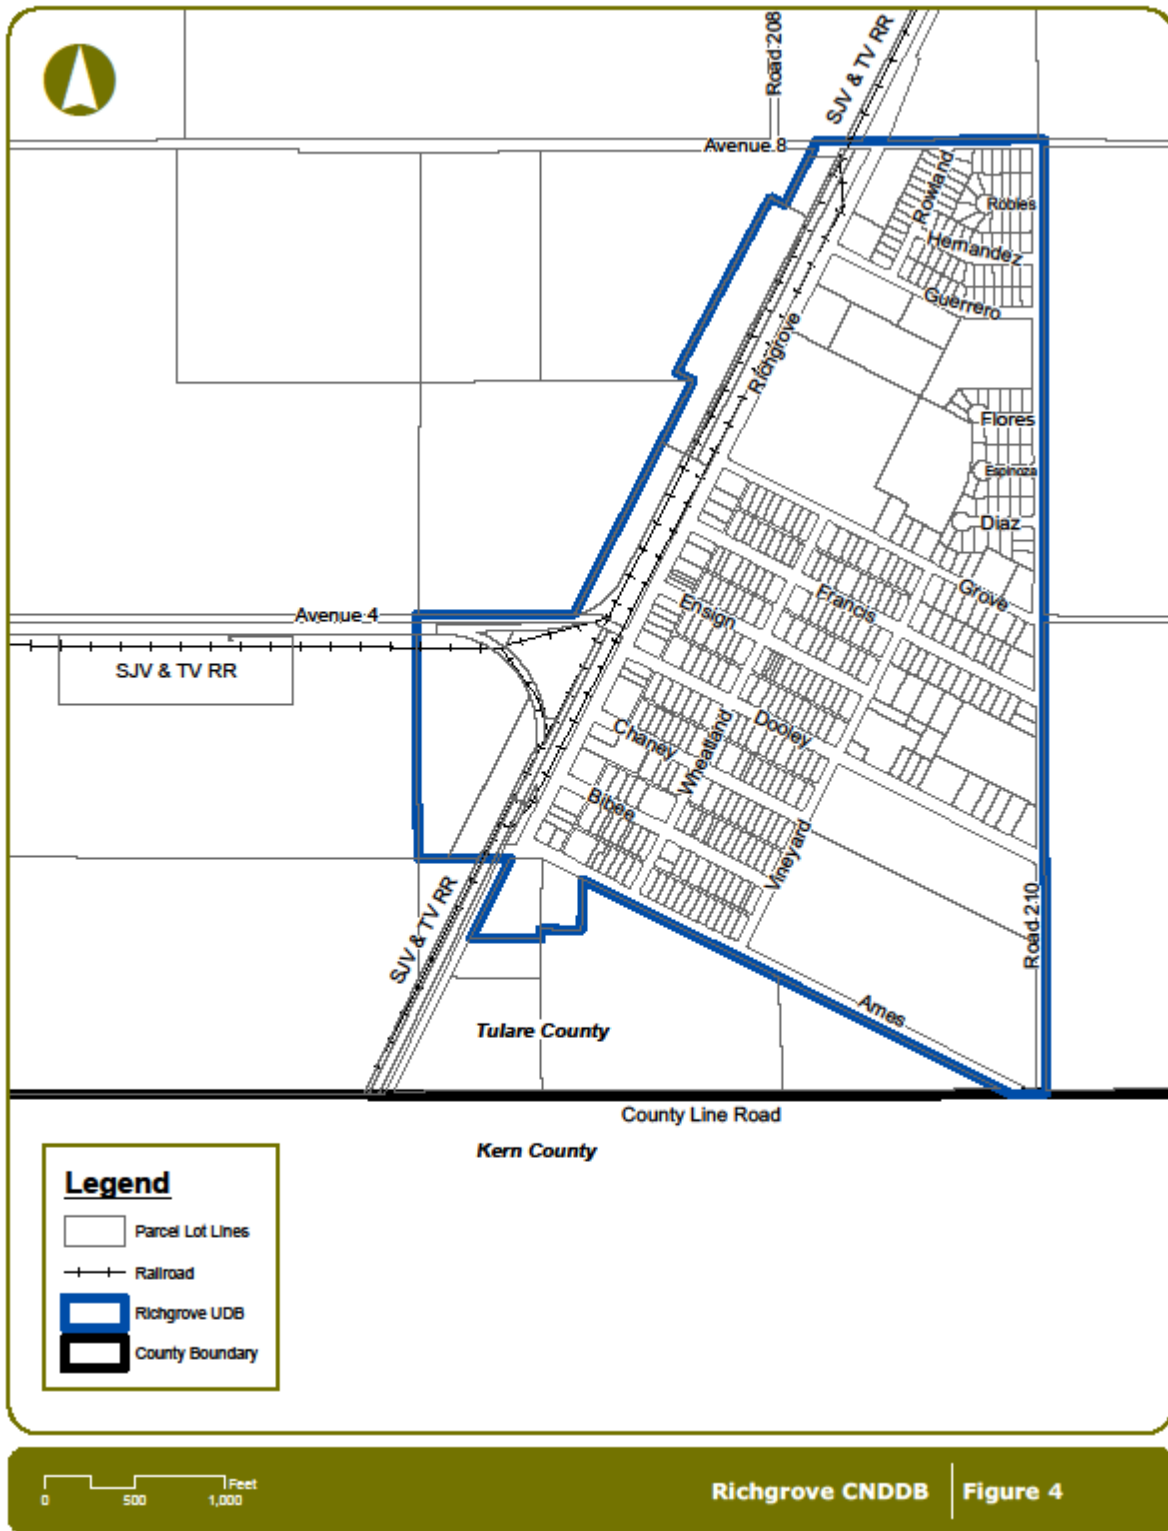 Road 208
SJV & TV RR
Avenue 8
Rowland
Robles
Hernandez
Guerrero
Richgrove
Flores
Espinoza
Diaz
Grove
Francis
Ensign
Avenue 4
SJV & TV RR
Dooley
Wheatland
Chaney
Bibee
Vineyard
Road 210
SJV & TV RR
Ames
Tulare County
County Line Road
Kern County
Legend
Parcel Lot Lines
Railroad
Richgrove UDB
County Boundary
Feet
0 500 1,000
Richgrove CNDDB Figure 4